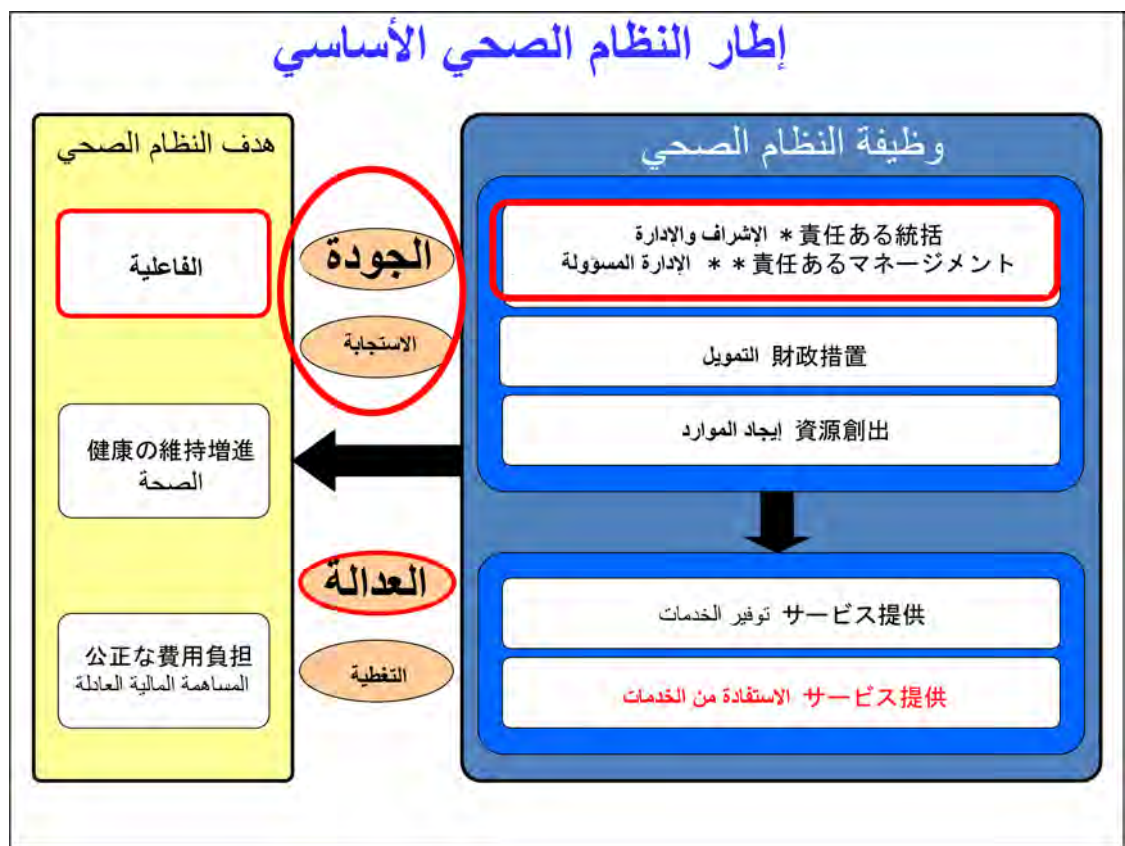 إطار النظام الصحي الأساسي
وظيفة النظام الصحي
الإشراف والإدارة * 責任ある統括
الإدارة المسؤولة * * 責任あるマネージメント
التمويل 財政措置
إيجاد الموارد 資源創出
توفير الخدمات サービス提供
الاستفادة من الخدمات サービス提供
الجودة
الاستجابة
العدالة
التغطية
هدف النظام الصحي
الفاعلية
健康の維持増進
الصحة
公正な費用負担
المساهمة المالية العادلة